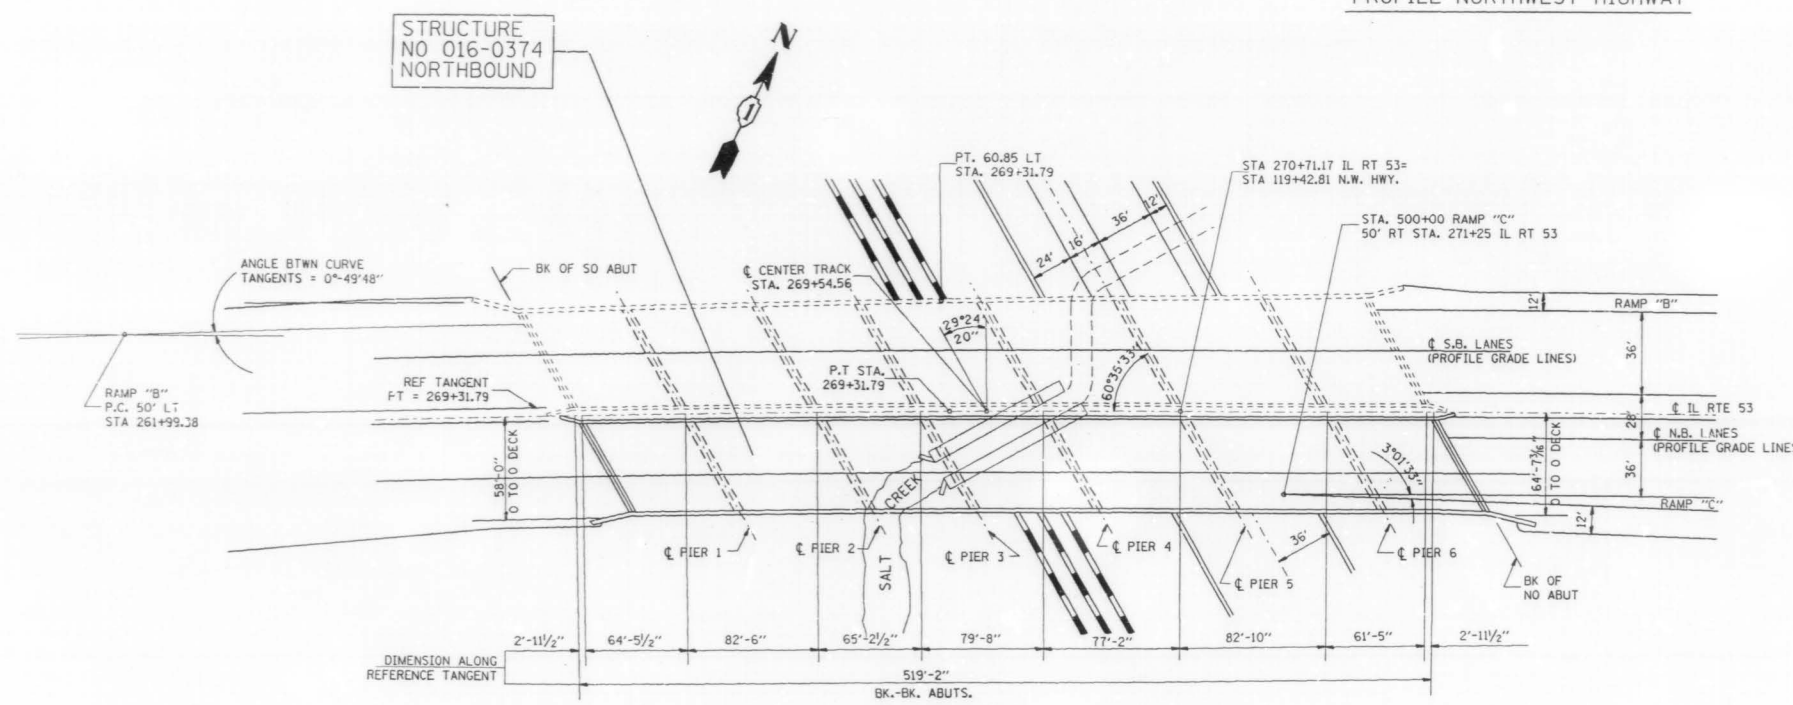 PROFILE NORTHWEST HIGHWAY
STRUCTURE
NO 016-0374
NORTHBOUND
N
1
PT. 60.85 LT
STA. 269+31.79
STA 270+71.17 IL RT 53=
STA 119+42.81 N.W. HWY.
STA. 500+00 RAMP "C"
50' RT STA. 271+25 IL RT 53
24'
16'
36'
12'
ANGLE BTWN CURVE
TANGENTS = 0°-49'48"
BK OF SO ABUT
℄ CENTER TRACK
STA. 269+54.56
12'
RAMP "B"
29°24'
20"
℄ S.B. LANES
(PROFILE GRADE LINES)
36'
60°35'33"
P.T STA.
269+31.79
REF TANGENT
PT = 269+31.79
RAMP "B"
P.C. 50' LT
STA 261+99.38
℄ IL RTE 53
28'
℄ N.B. LANES
(PROFILE GRADE LINES)
36'
58'-0"
O TO O DECK
64'-7 3/16"
O TO O DECK
3°01'33"
RAMP "C"
12'
CREEK
SALT
℄ PIER 1
℄ PIER 2
℄ PIER 3
℄ PIER 4
℄ PIER 5
36'
℄ PIER 6
BK OF
NO ABUT
2'-11½"
64'-5½"
82'-6"
65'-2½"
79'-8"
77'-2"
82'-10"
61'-5"
2'-11½"
DIMENSION ALONG
REFERENCE TANGENT
519'-2"
BK.-BK. ABUTS.